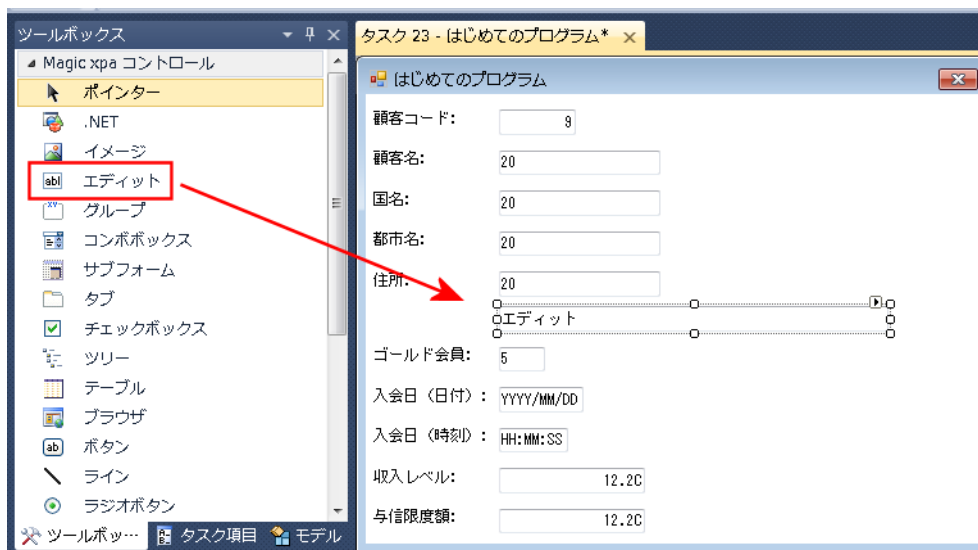 ツールボックス
Magic xpa コントロール
ポインター
.NET
イメージ
エディット
グループ
コンボボックス
サブフォーム
タブ
チェックボックス
ツリー
テーブル
ブラウザ
ボタン
ライン
ラジオボタン
ツールボッ… タスク項目 モデル
タスク 23 - はじめてのプログラム*
はじめてのプログラム
顧客コード: 9
顧客名: 20
国名: 20
都市名: 20
住所: 20
エディット
ゴールド会員: 5
入会日（日付）: YYYY/MM/DD
入会日（時刻）: HH:MM:SS
収入レベル: 12.2C
与信限度額: 12.2C